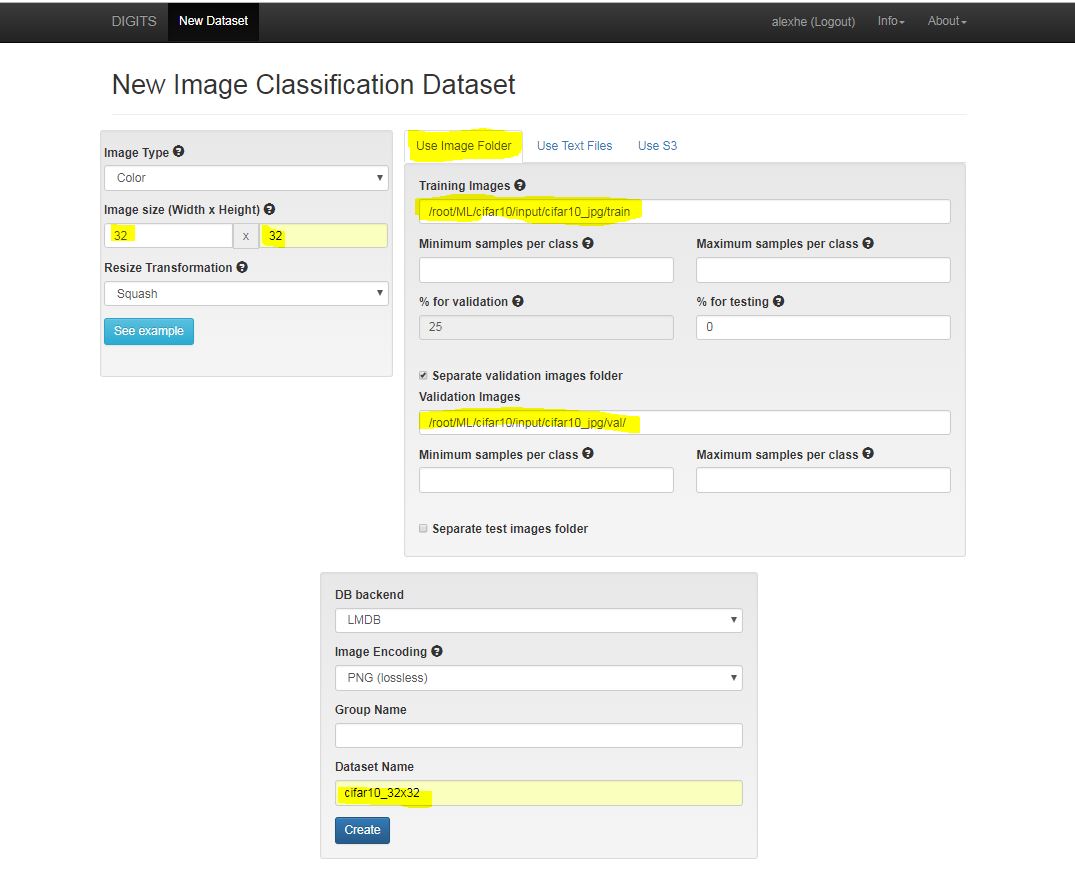 DIGITS New Dataset alexhe (Logout) Info About
New Image Classification Dataset
Image Type
Color
Image size (Width x Height)
32 x 32
Resize Transformation
Squash
See example
Use Image Folder Use Text Files Use S3
Training Images
/root/ML/cifar10/input/cifar10_jpg/train
Minimum samples per class Maximum samples per class
% for validation % for testing
25 0
Separate validation images folder
Validation Images
/root/ML/cifar10/input/cifar10_jpg/val/
Minimum samples per class Maximum samples per class
Separate test images folder
DB backend
LMDB
Image Encoding
PNG (lossless)
Group Name
Dataset Name
cifar10_32x32
Create